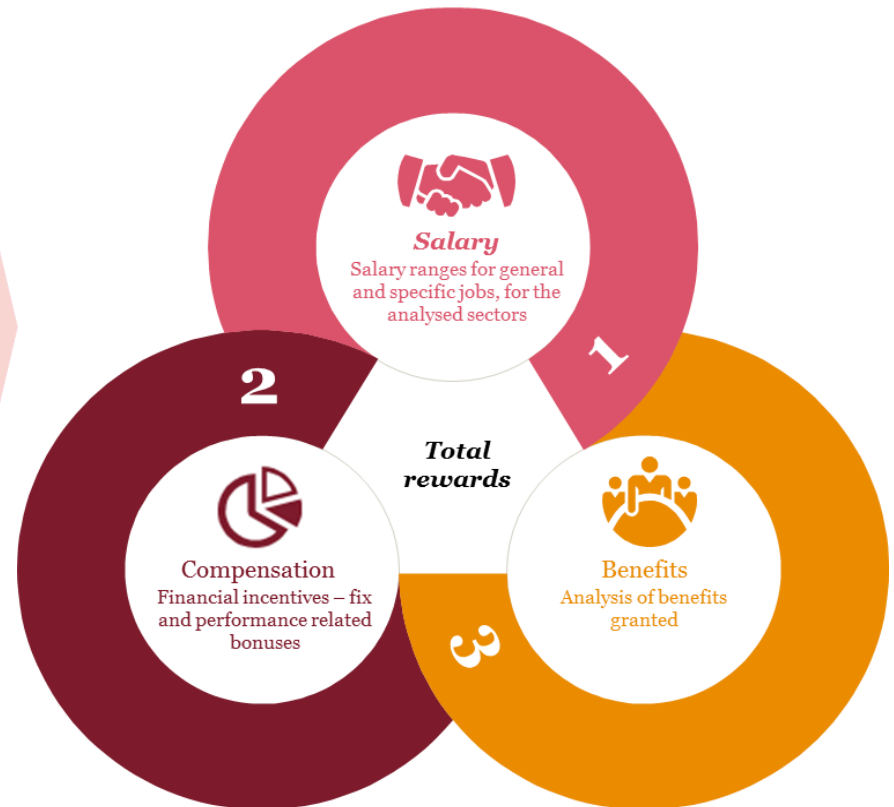 Salary
Salary ranges for general
and specific jobs, for the
analysed sectors
1
2
Total
rewards
Compensation
Financial incentives – fix
and performance related
bonuses
3
Benefits
Analysis of benefits
granted